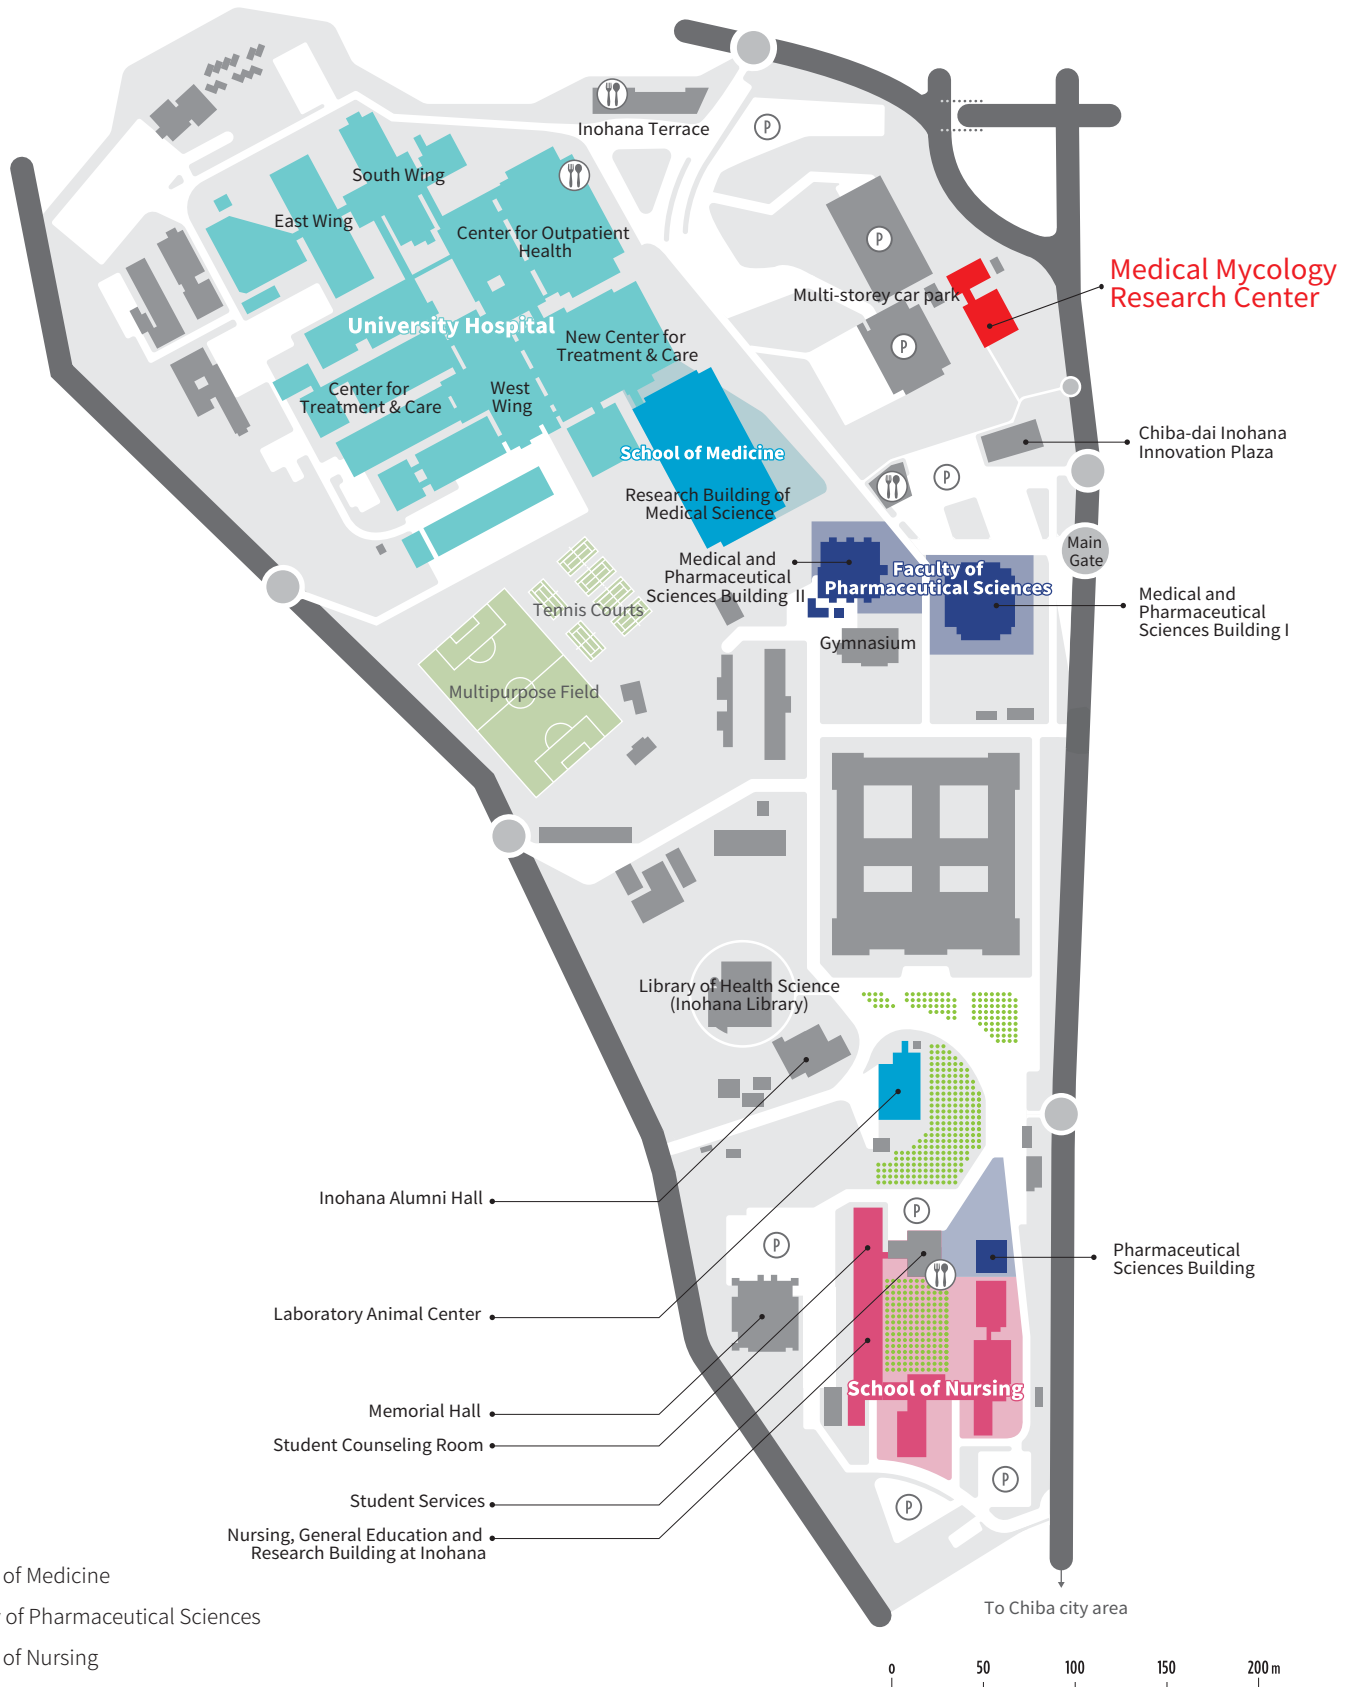 Inohana Terrace
P
South Wing
East Wing
Center for Outpatient
Health
P
Multi-storey car park
P
Medical Mycology
Research Center
University Hospital
New Center for
Treatment & Care
Center for
Treatment & Care
West
Wing
School of Medicine
Research Building of
Medical Science
P
Chiba-dai Inohana
Innovation Plaza
Main
Gate
Medical and
Pharmaceutical
Sciences Building II
Faculty of
Pharmaceutical Sciences
Medical and
Pharmaceutical
Sciences Building I
Tennis Courts
Gymnasium
Multipurpose Field
Library of Health Science
(Inohana Library)
Inohana Alumni Hall
P
P
Pharmaceutical
Sciences Building
Laboratory Animal Center
School of Nursing
Memorial Hall
Student Counseling Room
P
P
Student Services
Nursing, General Education and
Research Building at Inohana
of Medicine
of Pharmaceutical Sciences
of Nursing
To Chiba city area
0 50 100 150 200 m